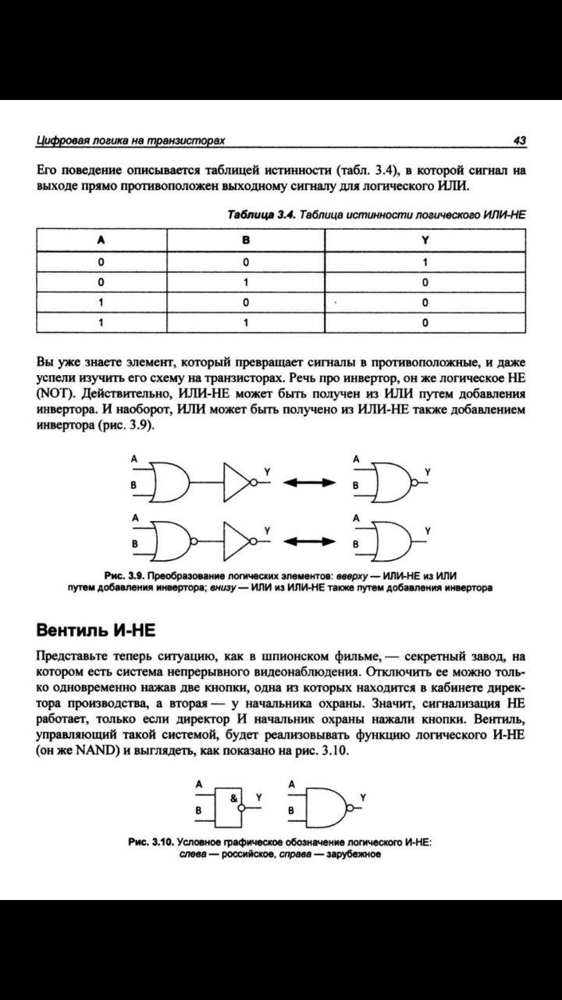 Цифровая логика на транзисторах 43
Его поведение описывается таблицей истинности (табл. 3.4), в которой сигнал на
выходе прямо противоположен выходному сигналу для логического ИЛИ.
Таблица 3.4. Таблица истинности логического ИЛИ-НЕ
A B Y
0 0 1
0 1 0
1 0 0
1 1 0
Вы уже знаете элемент, который превращает сигналы в противоположные, и даже
успели изучить его схему на транзисторах. Речь про инвертор, он же логическое НЕ
(NOT). Действительно, ИЛИ-НЕ может быть получен из ИЛИ путем добавления
инвертора. И наоборот, ИЛИ может быть получено из ИЛИ-НЕ также добавлением
инвертора (рис. 3.9).
A A
Y Y
B B
A A
Y Y
B B
Рис. 3.9. Преобразование логических элементов: вверху — ИЛИ-НЕ из ИЛИ
путем добавления инвертора; внизу — ИЛИ из ИЛИ-НЕ также путем добавления инвертора
Вентиль И-НЕ
Представьте теперь ситуацию, как в шпионском фильме, — секретный завод, на
котором есть система непрерывного видеонаблюдения. Отключить ее можно толь-
ко одновременно нажав две кнопки, одна из которых находится в кабинете дирек-
тора производства, а вторая — у начальника охраны. Значит, сигнализация НЕ
работает, только если директор И начальник охраны нажали кнопки. Вентиль,
управляющий такой системой, будет реализовывать функцию логического И-НЕ
(он же NAND) и выглядеть, как показано на рис. 3.10.
A A
& Y Y
B B
Рис. 3.10. Условное графическое обозначение логического И-НЕ:
слева — российское, справа — зарубежное